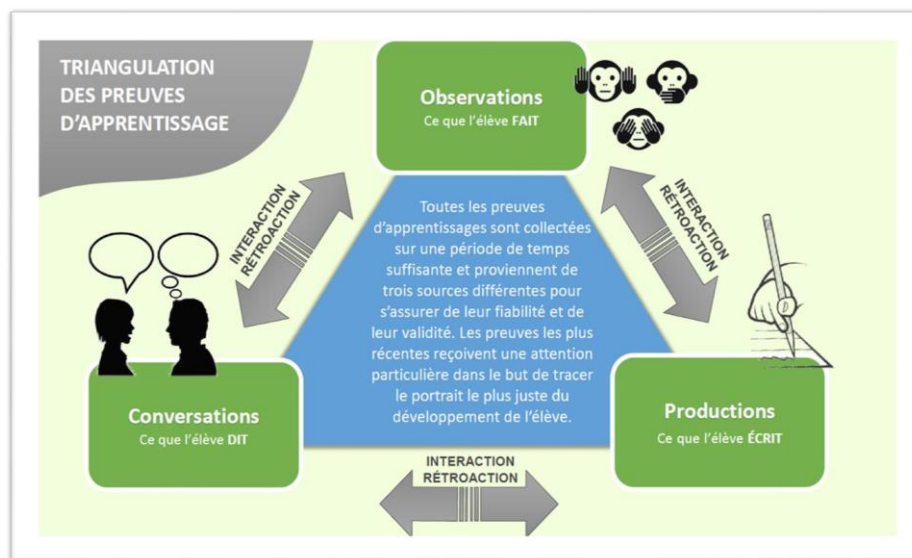 TRIANGULATION
DES PREUVES
D'APPRENTISSAGE
Observations
Ce que l'élève FAIT
INTERACTION
RÉTROACTION
INTERACTION
RÉTROACTION
Toutes les preuves
d'apprentissages sont collectées
sur une période de temps
suffisante et proviennent de
trois sources différentes pour
s'assurer de leur fiabilité et de
leur validité. Les preuves les plus
récentes reçoivent une attention
particulière dans le but de tracer
le portrait le plus juste du
développement de l'élève.
Conversations
Ce que l'élève DIT
Productions
Ce que l'élève ÉCRIT
INTERACTION
RÉTROACTION